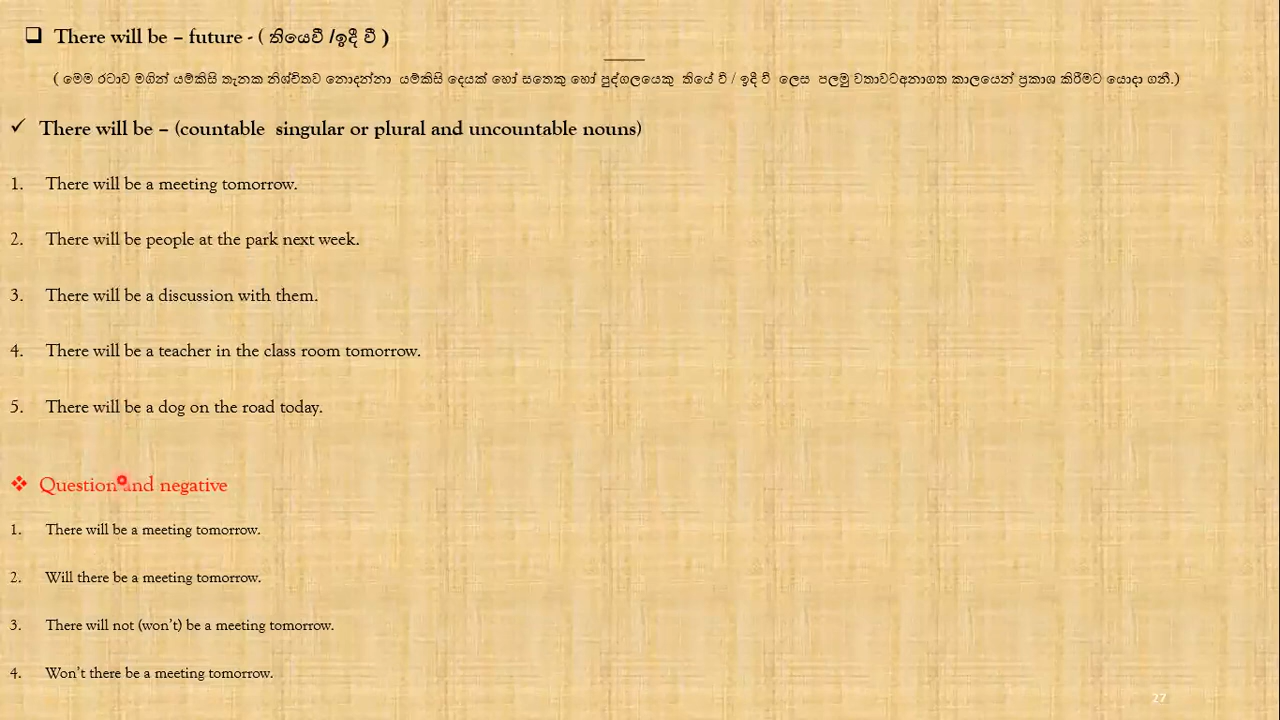 ❑ There will be – future - ( තියෙවී /ඉදී වී )
( මෙම රටාව මගින් යම්කිසි තැනක නිශ්චිතව නොදන්නා යම්කිසි දෙයක් හෝ සතෙකු හෝ පුද්ගලයෙකු තියේ වි / ඉදි වි ලෙස පලමු වතාවටඅනාගත කාලයෙන් ප්‍රකාශ කිරීමට යොදා ගනී.)
✓ There will be – (countable singular or plural and uncountable nouns)
1. There will be a meeting tomorrow.
2. There will be people at the park next week.
3. There will be a discussion with them.
4. There will be a teacher in the class room tomorrow.
5. There will be a dog on the road today.
❖ Question and negative
1. There will be a meeting tomorrow.
2. Will there be a meeting tomorrow.
3. There will not (won’t) be a meeting tomorrow.
4. Won’t there be a meeting tomorrow.
27